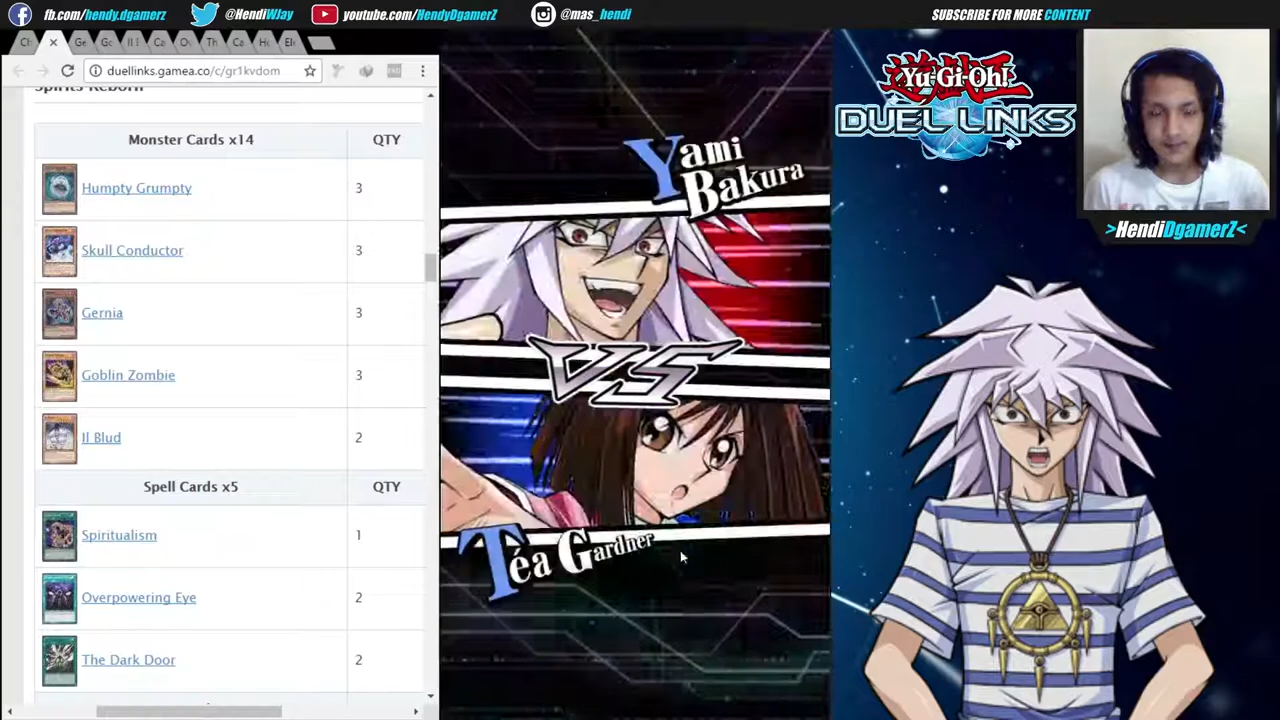 fb.com/hendy.dgamerz
@HendiWJay
youtube.com/HendyDgamerZ
@mas_hendi
SUBSCRIBE FOR MORE CONTENT
duellinks.gamea.co/c/gr1kvdom
Spirits Reborn
Monster Cards x14 QTY
Humpty Grumpty 3
Skull Conductor 3
Gernia 3
Goblin Zombie 3
Il Blud 2
Spell Cards x5 QTY
Spiritualism 1
Overpowering Eye 2
The Dark Door 2
Yami
Bakura
VS
Téa Gardner
Yu-Gi-Oh!
DUEL LINKS
>HendiDgamerZ<